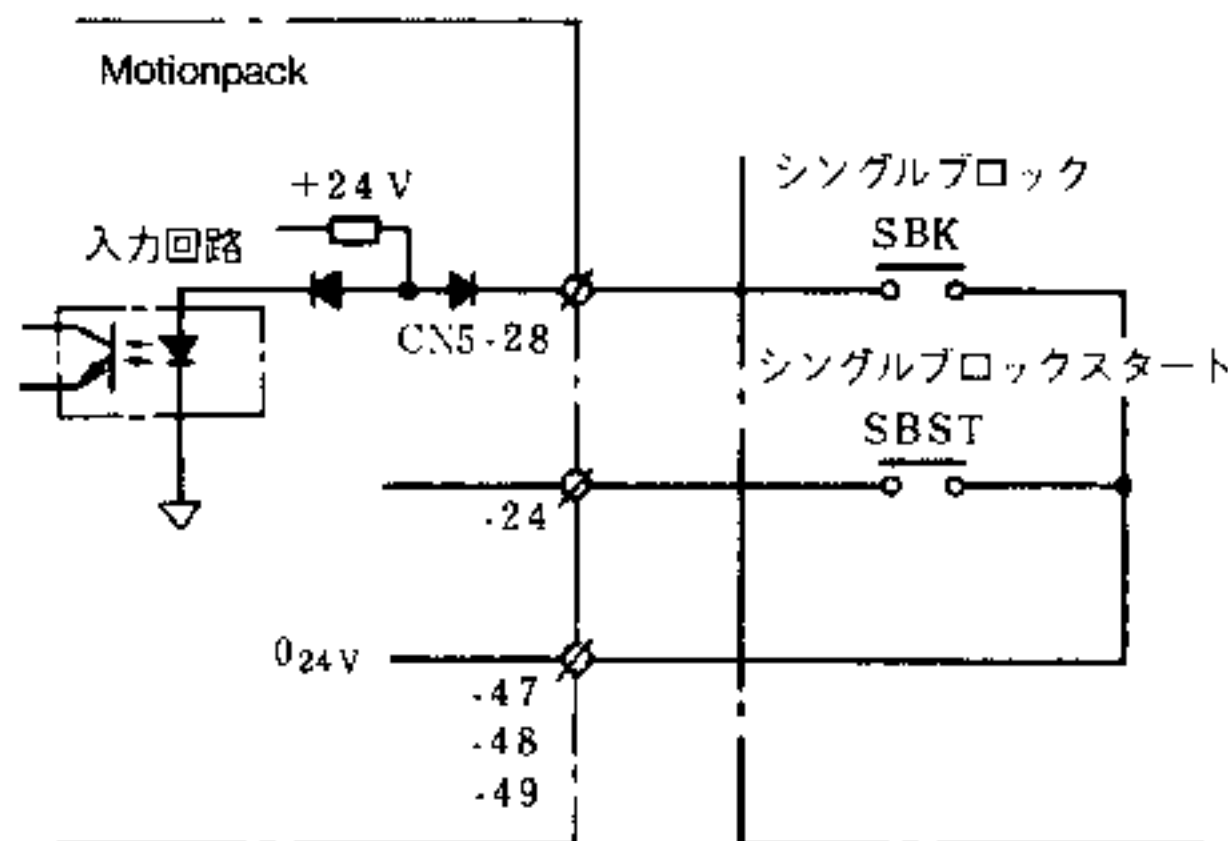 Motionpack
シングルブロック
+24V
SBK
入力回路
CN5-28
シングルブロックスタート
SBST
-24
024V
-47
-48
-49